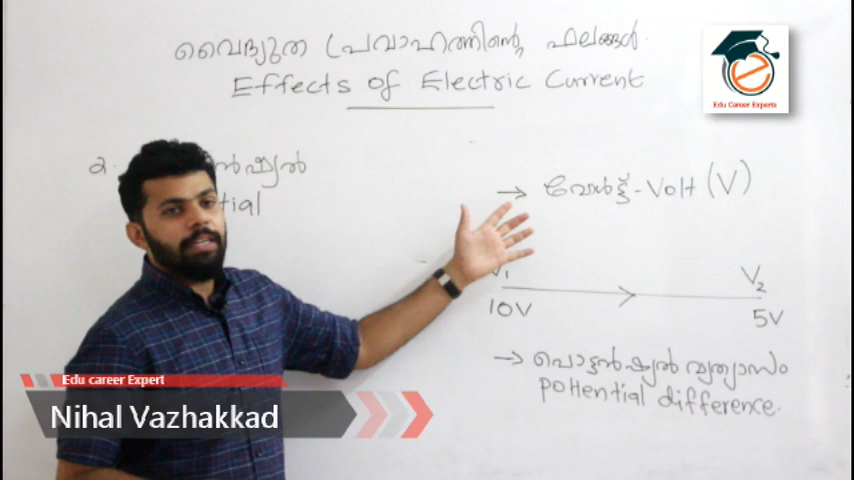 വൈദ്യുത പ്രവാഹത്തിന്റെ ഫലങ്ങൾ
Effects of Electric Current
Edu Career Experts
2.
ൻഷ്യൽ
tial
→ വോൾട്ട് - Volt (V)
V₁
V₂
10V
5V
→ പൊട്ടൻഷ്യൽ വ്യത്യാസം
Potential difference.
Edu career Expert
Nihal Vazhakkad